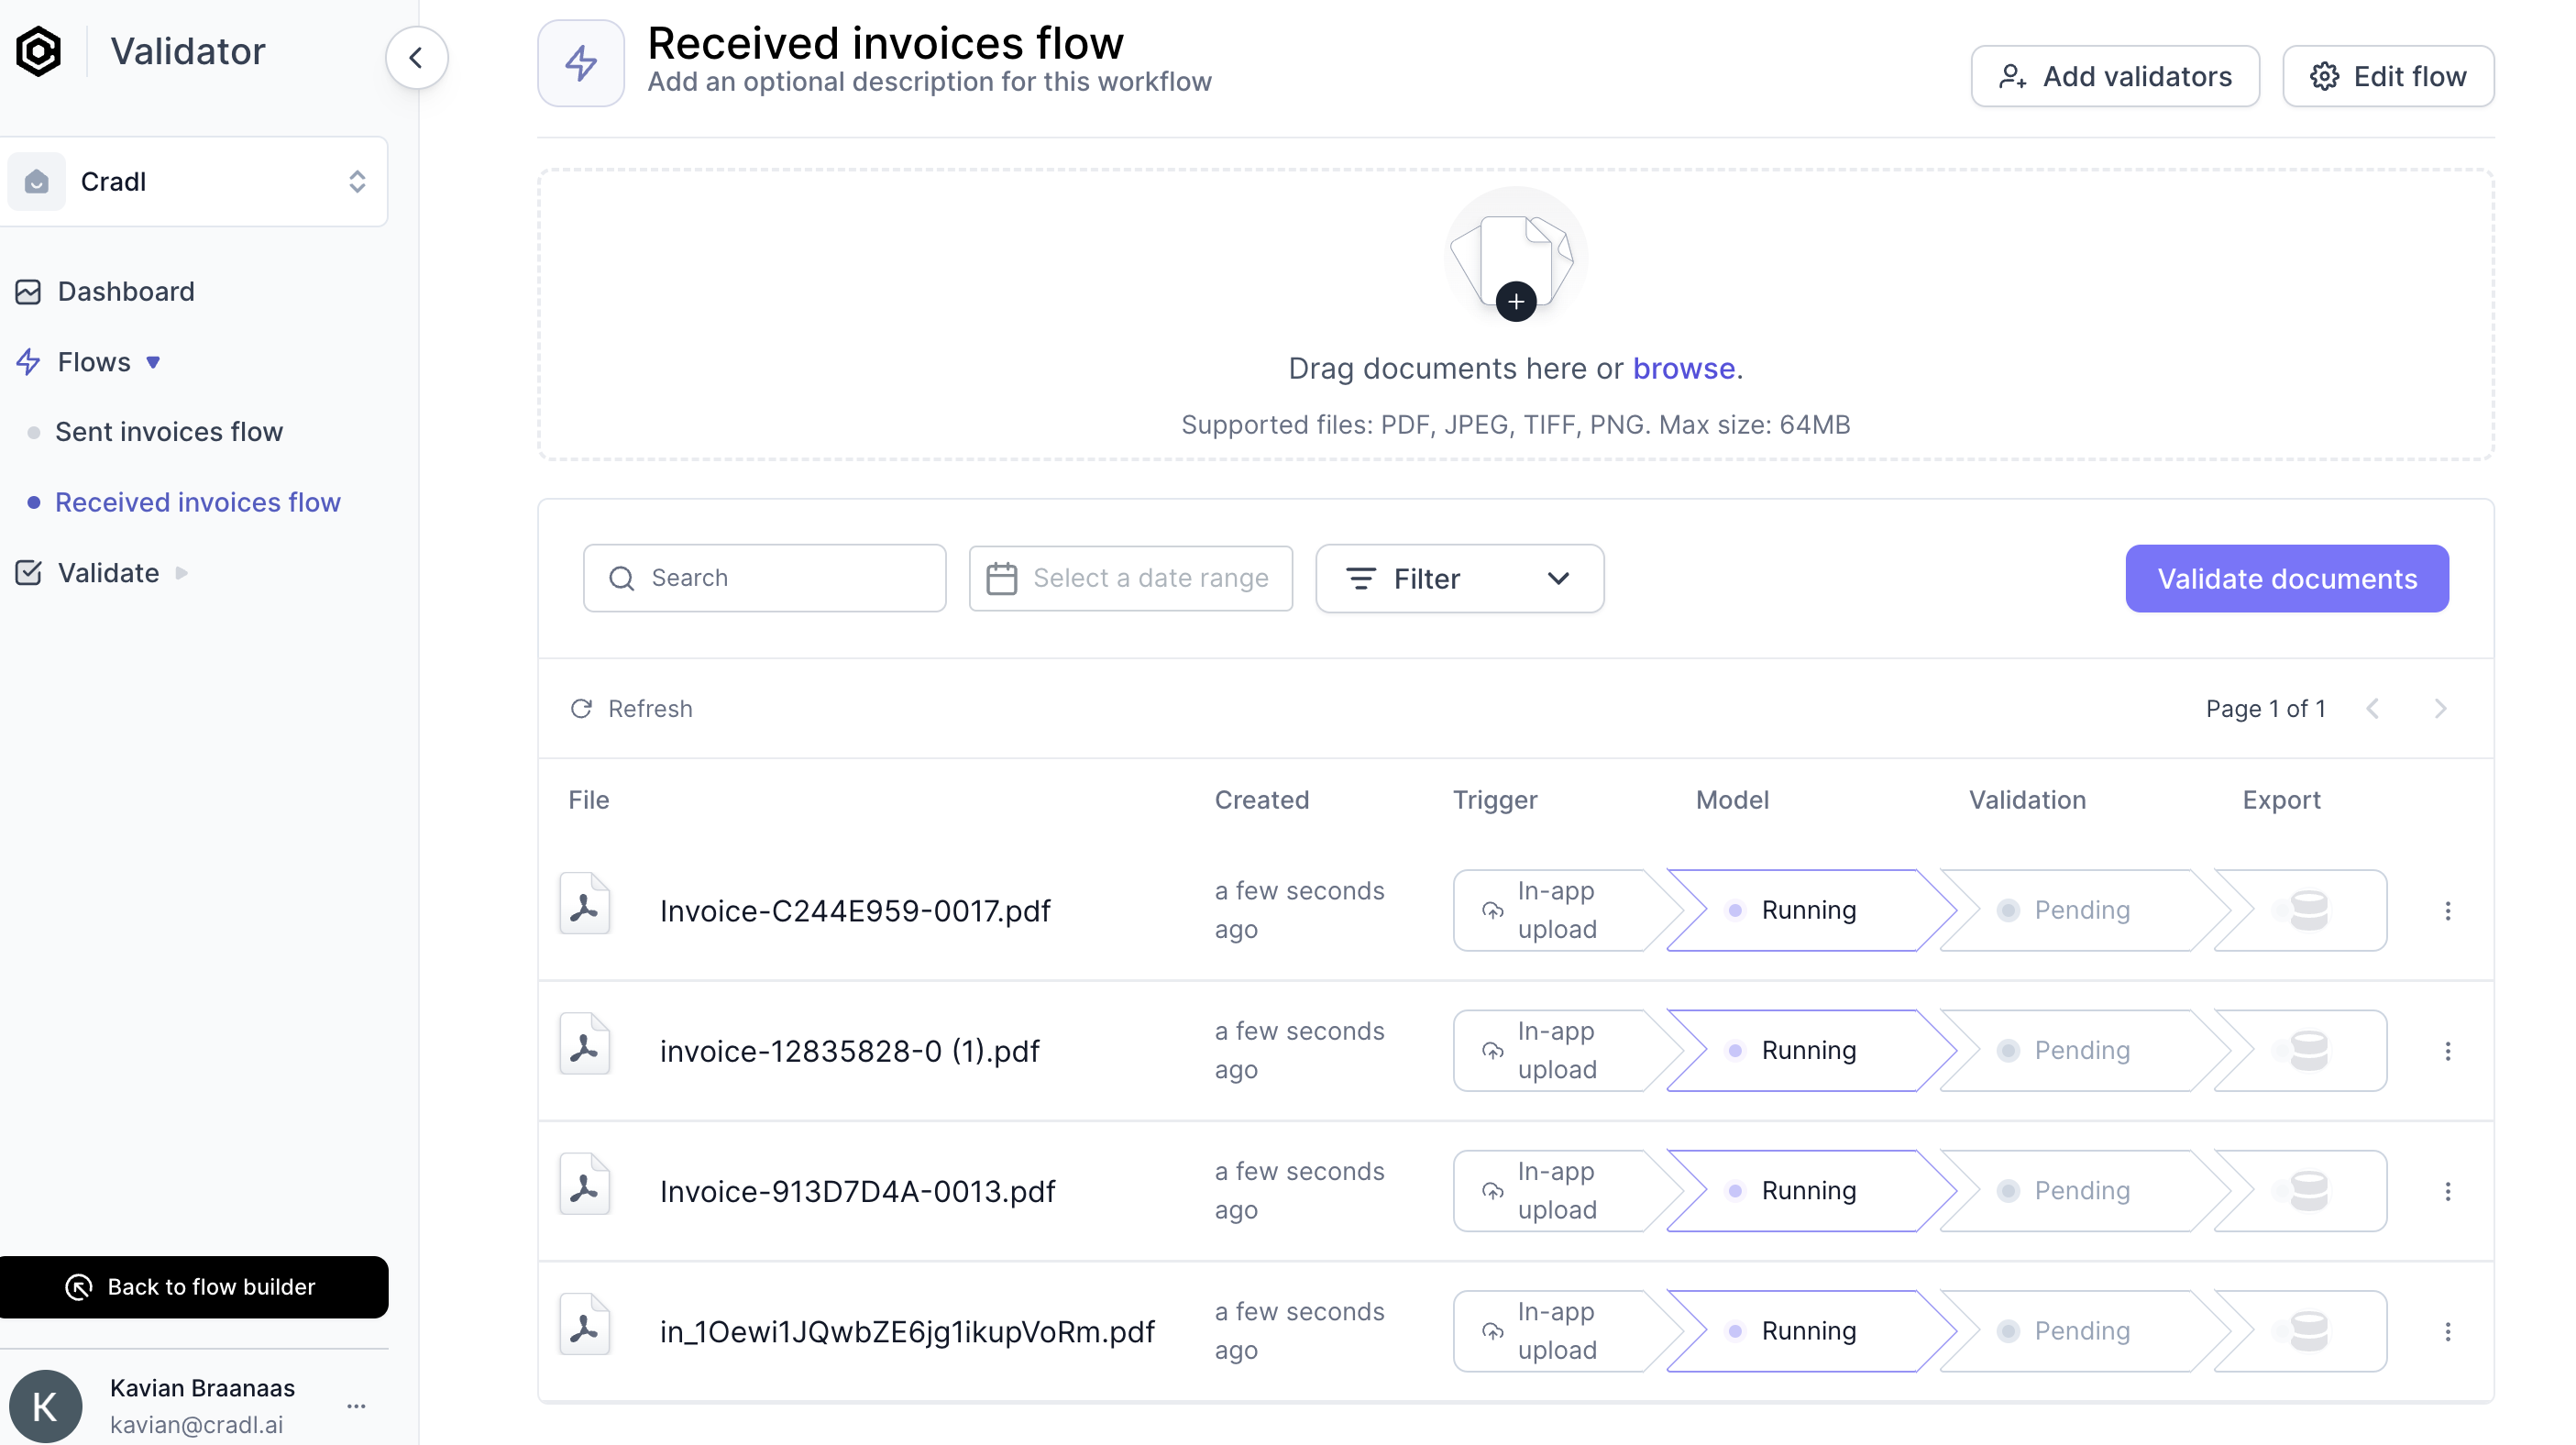 Validator
Cradl
Dashboard
Flows
Sent invoices flow
Received invoices flow
Validate
Back to flow builder
K
Kavian Braanaas
kavian@cradl.ai
Received invoices flow
Add an optional description for this workflow
Add validators
Edit flow
Drag documents here or browse.
Supported files: PDF, JPEG, TIFF, PNG. Max size: 64MB
Search
Select a date range
Filter
Validate documents
Refresh
Page 1 of 1
File Created Trigger Model Validation Export
Invoice-C244E959-0017.pdf
a few seconds
ago
In-app
upload
Running
Pending
invoice-12835828-0 (1).pdf
a few seconds
ago
In-app
upload
Running
Pending
Invoice-913D7D4A-0013.pdf
a few seconds
ago
In-app
upload
Running
Pending
in_1Oewi1JQwbZE6jg1ikupVoRm.pdf
a few seconds
ago
In-app
upload
Running
Pending